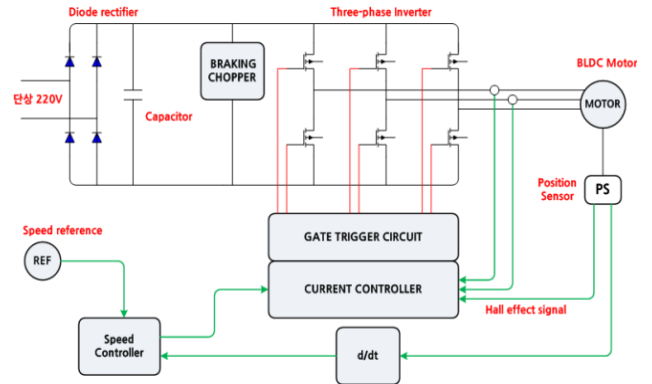 Diode rectifier
Three-phase Inverter
BRAKING
CHOPPER
BLDC Motor
단상 220V
Capacitor
MOTOR
Position
Sensor
PS
Speed reference
REF
GATE TRIGGER CIRCUIT
CURRENT CONTROLLER
Hall effect signal
Speed
Controller
d/dt